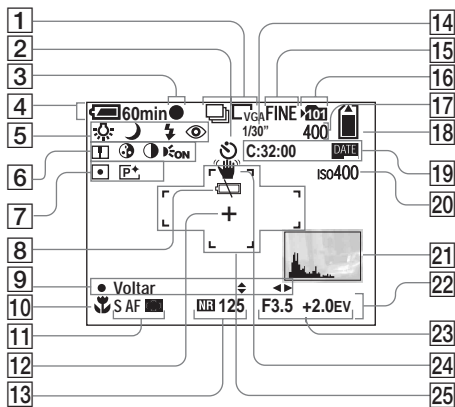 1
2
3
4
5
6
7
8
9
10
11
12
13
14
15
16
17
18
19
20
21
22
23
24
25
60min
VGA
FINE
101
1/30"
400
ON
C:32:00
DATE
P+
ISO400
Voltar
S AF
NR 125
F3.5
+2.0EV